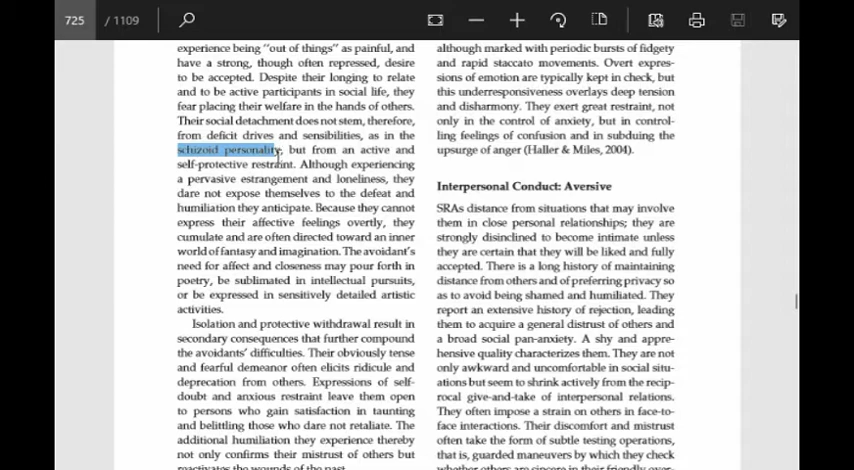 725 / 1109
experience being "out of things" as painful, and
have a strong, though often repressed, desire
to be accepted. Despite their longing to relate
and to be active participants in social life, they
fear placing their welfare in the hands of others.
Their social detachment does not stem, therefore,
from deficit drives and sensibilities, as in the
schizoid personality, but from an active and
self-protective restraint. Although experiencing
a pervasive estrangement and loneliness, they
dare not expose themselves to the defeat and
humiliation they anticipate. Because they cannot
express their affective feelings overtly, they
cumulate and are often directed toward an inner
world of fantasy and imagination. The avoidant's
need for affect and closeness may pour forth in
poetry, be sublimated in intellectual pursuits,
or be expressed in sensitively detailed artistic
activities.
Isolation and protective withdrawal result in
secondary consequences that further compound
the avoidants' difficulties. Their obviously tense
and fearful demeanor often elicits ridicule and
deprecation from others. Expressions of self-
doubt and anxious restraint leave them open
to persons who gain satisfaction in taunting
and belittling those who dare not retaliate. The
additional humiliation they experience thereby
not only confirms their mistrust of others but
reactivates the wounds of the past.
although marked with periodic bursts of fidgety
and rapid staccato movements. Overt expres-
sions of emotion are typically kept in check, but
this underresponsiveness overlays deep tension
and disharmony. They exert great restraint, not
only in the control of anxiety, but in control-
ling feelings of confusion and in subduing the
upsurge of anger (Haller & Miles, 2004).
Interpersonal Conduct: Aversive
SRAs distance from situations that may involve
them in close personal relationships; they are
strongly disinclined to become intimate unless
they are certain that they will be liked and fully
accepted. There is a long history of maintaining
distance from others and of preferring privacy so
as to avoid being shamed and humiliated. They
report an extensive history of rejection, leading
them to acquire a general distrust of others and
a broad social pan-anxiety. A shy and appre-
hensive quality characterizes them. They are not
only awkward and uncomfortable in social situ-
ations but seem to shrink actively from the recip-
rocal give-and-take of interpersonal relations.
They often impose a strain on others in face-to-
face interactions. Their discomfort and mistrust
often take the form of subtle testing operations,
that is, guarded maneuvers by which they check
whether others are sincere in their friendly over-